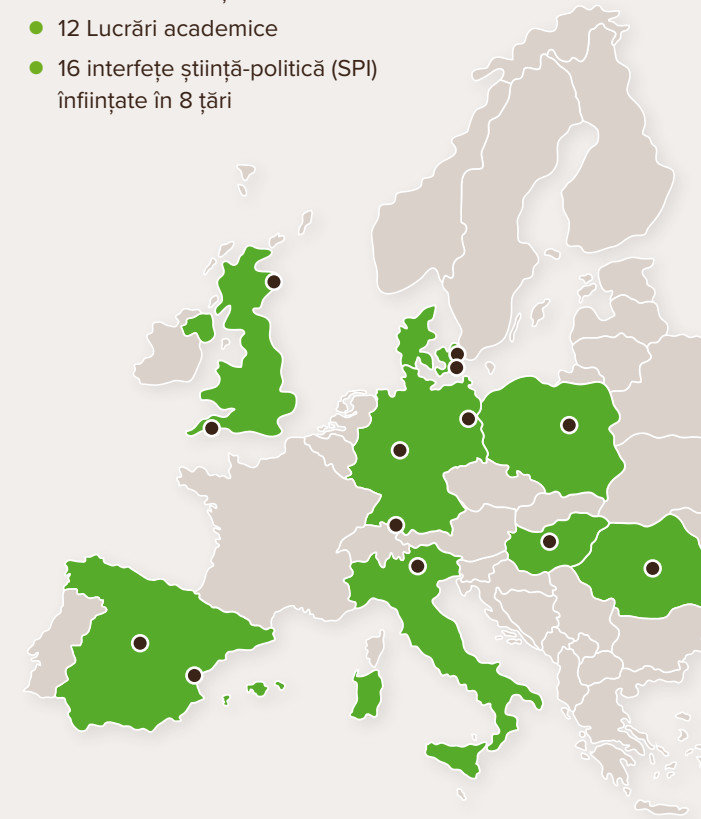 12 Lucrări academice
16 interfețe știință-politică (SPI)
înființate în 8 țări